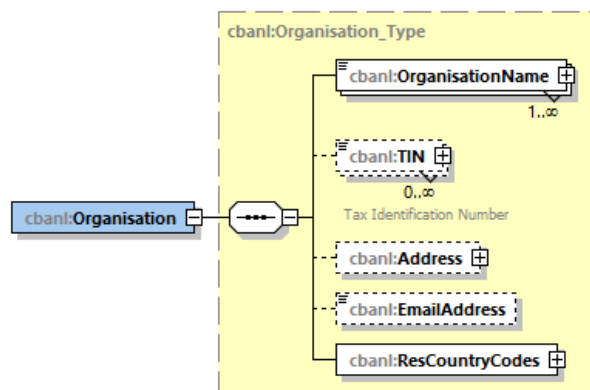 cbanl:Organisation_Type
cbanl:OrganisationName
1..∞
cbanl:TIN
0..∞
Tax Identification Number
cbanl:Organisation
cbanl:Address
cbanl:EmailAddress
cbanl:ResCountryCodes